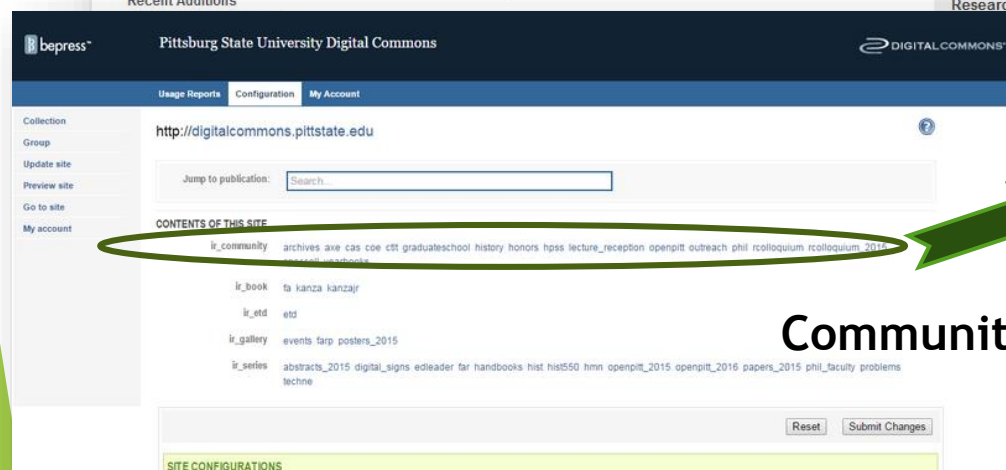 Recent Additions
Researc
bepress™
Pittsburg State University Digital Commons
DIGITALCOMMONS™
Usage Reports Configuration My Account
Collection
Group
Update site
Preview site
Go to site
My account
http://digitalcommons.pittstate.edu
?
Jump to publication: Search...
CONTENTS OF THIS SITE
ir_community archives axe cas coe ctit graduateschool history honors hpss lecture_reception openpitt outreach phil rcolloquium rcolloquium_2015
yearbooks
ir_book fa kanza kanzajr
ir_etd etd
ir_gallery events farp posters_2015
Communit
ir_series abstracts_2015 digital_signs edleader far handbooks hist hist550 hmn openpitt_2015 openpitt_2016 papers_2015 phil_faculty problems
techne
Reset Submit Changes
SITE CONFIGURATIONS